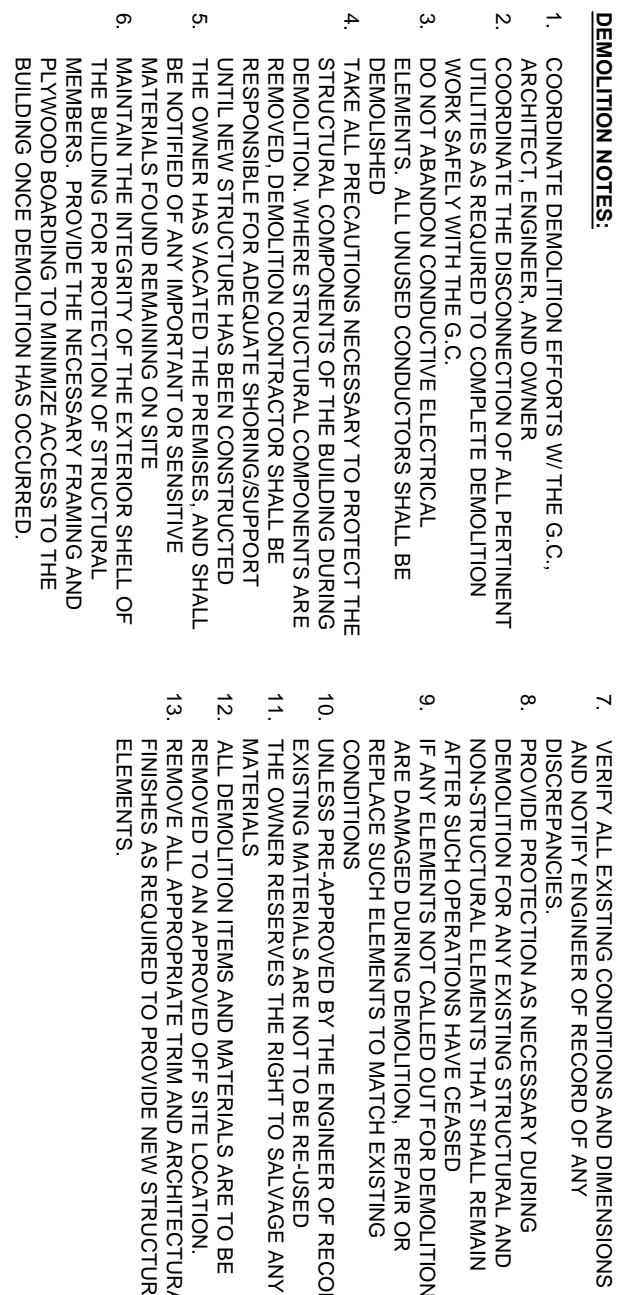 DEMOLITION NOTES:
1. COORDINATE DEMOLITION EFFORTS W/ THE G.C.,
ARCHITECT, ENGINEER, AND OWNER
2. COORDINATE THE DISCONNECTION OF ALL PERTINENT
UTILITIES AS REQUIRED TO COMPLETE DEMOLITION
WORK SAFELY WITH THE G.C.
3. DO NOT ABANDON CONDUCTIVE ELECTRICAL
ELEMENTS. ALL UNUSED CONDUCTORS SHALL BE
DEMOLISHED
4. TAKE ALL PRECAUTIONS NECESSARY TO PROTECT THE
STRUCTURAL COMPONENTS OF THE BUILDING DURING
DEMOLITION. WHERE STRUCTURAL COMPONENTS ARE
REMOVED, DEMOLITION CONTRACTOR SHALL BE
RESPONSIBLE FOR ADEQUATE SHORING/SUPPORT
UNTIL NEW STRUCTURE HAS BEEN CONSTRUCTED
5. THE OWNER HAS VACATED THE PREMISES, AND SHALL
BE NOTIFIED OF ANY IMPORTANT OR SENSITIVE
MATERIALS FOUND REMAINING ON SITE
6. MAINTAIN THE INTEGRITY OF THE EXTERIOR SHELL OF
THE BUILDING FOR PROTECTION OF STRUCTURAL
MEMBERS. PROVIDE THE NECESSARY FRAMING AND
PLYWOOD BOARDING TO MINIMIZE ACCESS TO THE
BUILDING ONCE DEMOLITION HAS OCCURRED.
7. VERIFY ALL EXISTING CONDITIONS AND DIMENSIONS
AND NOTIFY ENGINEER OF RECORD OF ANY
DISCREPANCIES.
8. PROVIDE PROTECTION AS NECESSARY DURING
DEMOLITION FOR ANY EXISTING STRUCTURAL AND
NON-STRUCTURAL ELEMENTS THAT SHALL REMAIN
AFTER SUCH OPERATIONS HAVE CEASED
9. IF ANY ELEMENTS NOT CALLED OUT FOR DEMOLITION
ARE DAMAGED DURING DEMOLITION, REPAIR OR
REPLACE SUCH ELEMENTS TO MATCH EXISTING
CONDITIONS
10. UNLESS PRE-APPROVED BY THE ENGINEER OF
EXISTING MATERIALS ARE NOT TO BE RE-USED
11. THE OWNER RESERVES THE RIGHT TO SALVAGE ANY
MATERIALS
12. ALL DEMOLITION ITEMS AND MATERIALS ARE TO BE
REMOVED TO AN APPROVED OFF SITE LOCATION.
13. REMOVE ALL APPROPRIATE TRIM AND
FINISHES AS REQUIRED TO PROVIDE NEW
ELEMENTS.